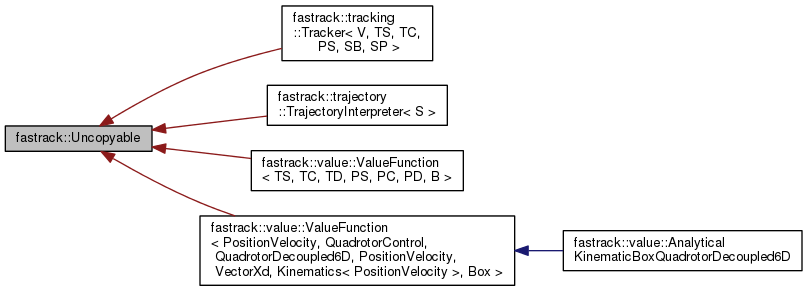 fastrack::tracking
::Tracker< V, TS, TC,
PS, SB, SP >
fastrack::trajectory
::TrajectoryInterpreter< S >
fastrack::Uncopyable
fastrack::value::ValueFunction
< TS, TC, TD, PS, PC, PD, B >
fastrack::value::ValueFunction
< PositionVelocity, QuadrotorControl,
QuadrotorDecoupled6D, PositionVelocity,
VectorXd, Kinematics< PositionVelocity >, Box >
fastrack::value::Analytical
KinematicBoxQuadrotorDecoupled6D